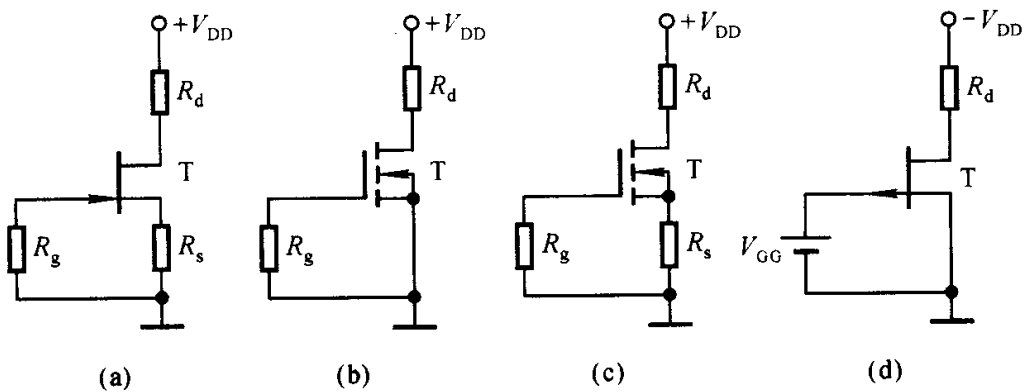 +V_DD
R_d
T
R_g
R_s
(a)
+V_DD
R_d
T
R_g
(b)
+V_DD
R_d
T
R_g
R_s
(c)
-V_DD
R_d
T
V_GG
(d)